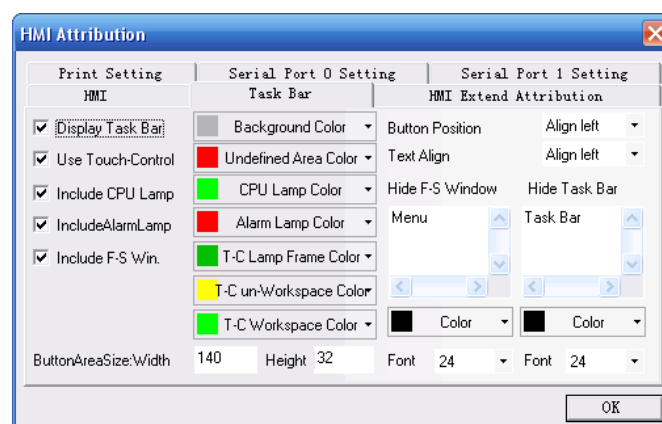 HMI Attribution
Print Setting Serial Port 0 Setting Serial Port 1 Setting
HMI Task Bar HMI Extend Attribution
Display Task Bar Background Color Button Position Align left
Use Touch-Control Undefined Area Color Text Align Align left
Include CPU Lamp CPU Lamp Color Hide F-S Window Hide Task Bar
IncludeAlarmLamp Alarm Lamp Color Menu Task Bar
Include F-S Win. T-C Lamp Frame Color
T-C un-Workspace Color
T-C Workspace Color Color Color
ButtonAreaSize:Width 140 Height 32 Font 24 Font 24
OK